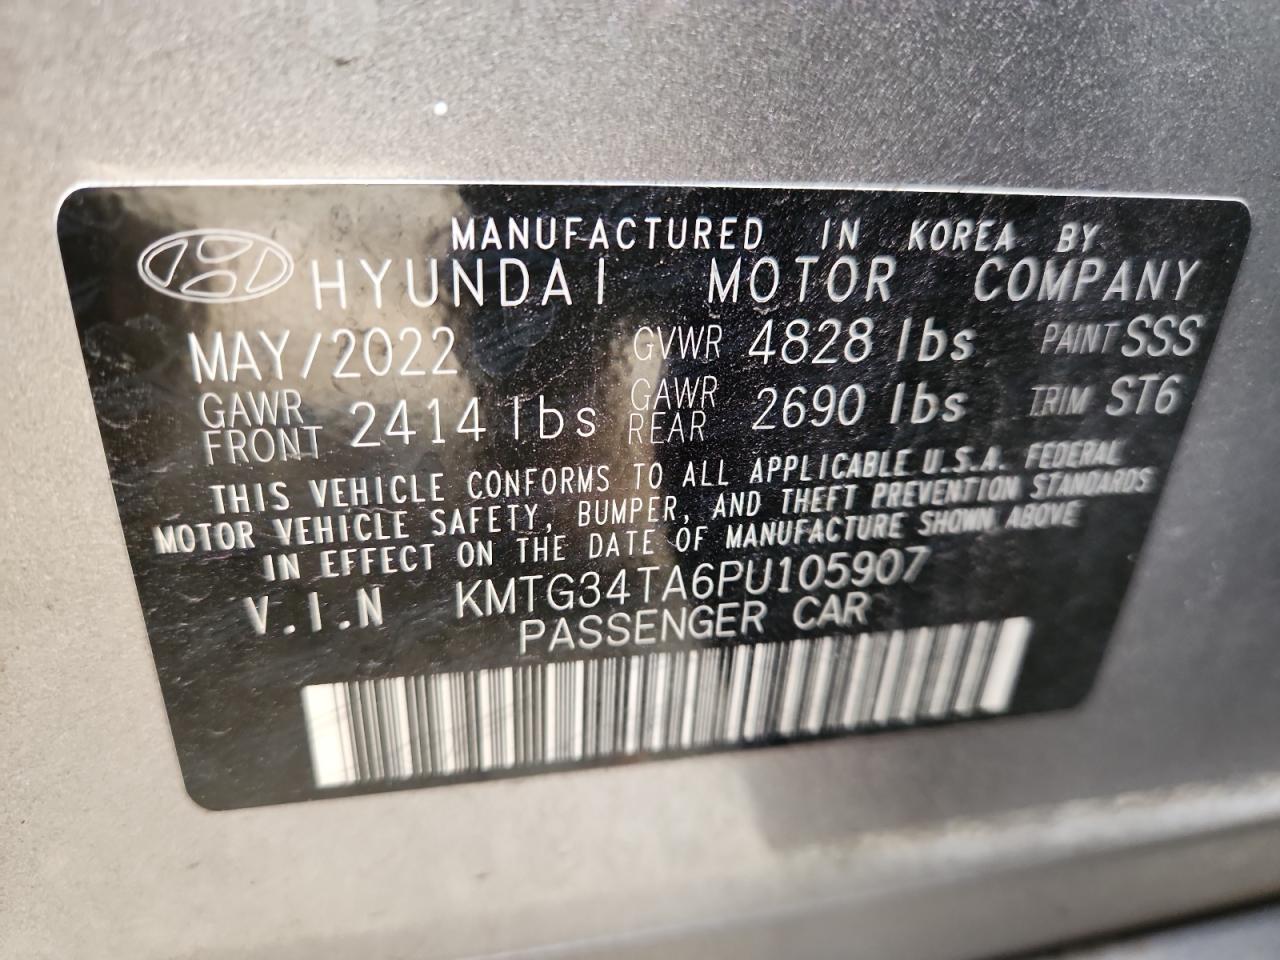 MANUFACTURED IN KOREA BY
HYUNDAI MOTOR COMPANY
MAY/2022 GVWR 4828 lbs PAINT SSS
GAWR FRONT 2414 lbs GAWR REAR 2690 lbs TRIM ST6
THIS VEHICLE CONFORMS TO ALL APPLICABLE U.S.A. FEDERAL
MOTOR VEHICLE SAFETY, BUMPER, AND THEFT PREVENTION STANDARDS
IN EFFECT ON THE DATE OF MANUFACTURE SHOWN ABOVE
V.I.N KMTG34TA6PU105907
PASSENGER CAR